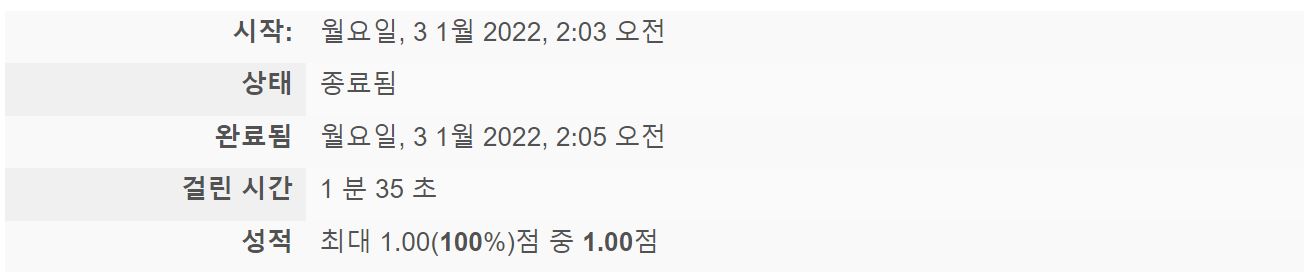 시작: 월요일, 3 1월 2022, 2:03 오전
상태 종료됨
완료됨 월요일, 3 1월 2022, 2:05 오전
걸린 시간 1 분 35 초
성적 최대 1.00(100%)점 중 1.00점